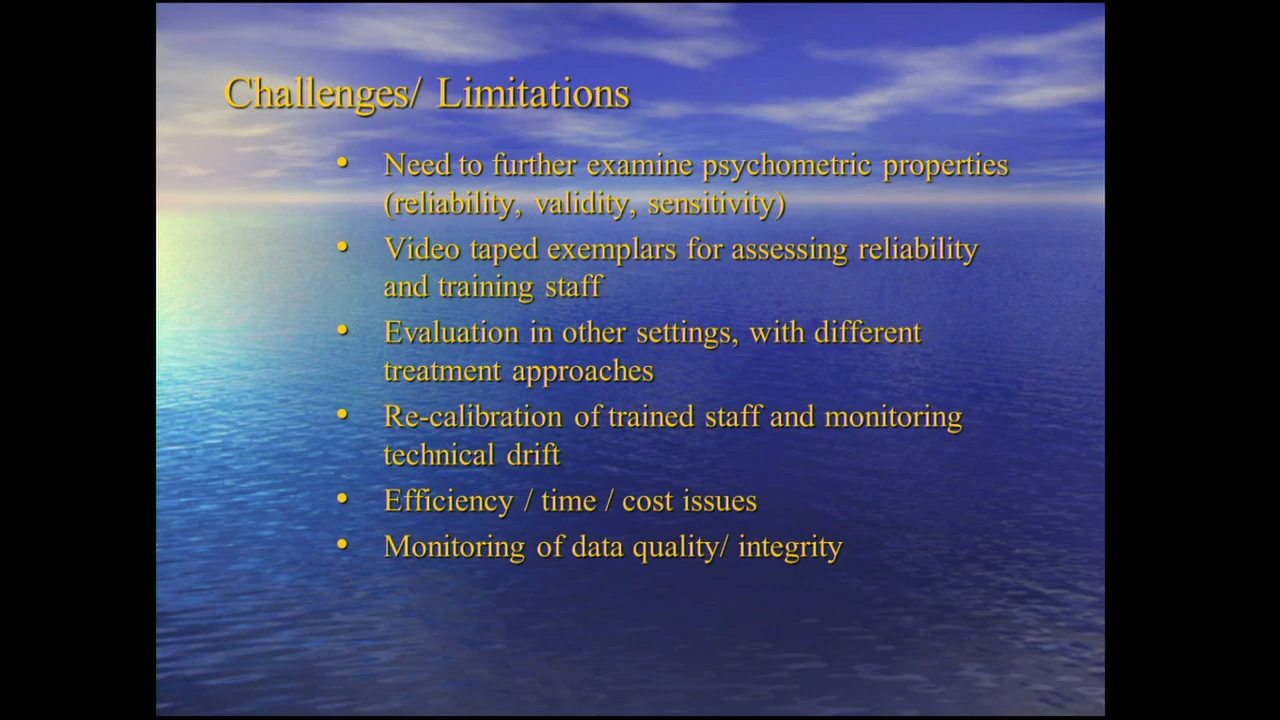 Challenges/ Limitations
• Need to further examine psychometric properties
(reliability, validity, sensitivity)
• Video taped exemplars for assessing reliability
and training staff
• Evaluation in other settings, with different
treatment approaches
• Re-calibration of trained staff and monitoring
technical drift
• Efficiency / time / cost issues
• Monitoring of data quality/ integrity